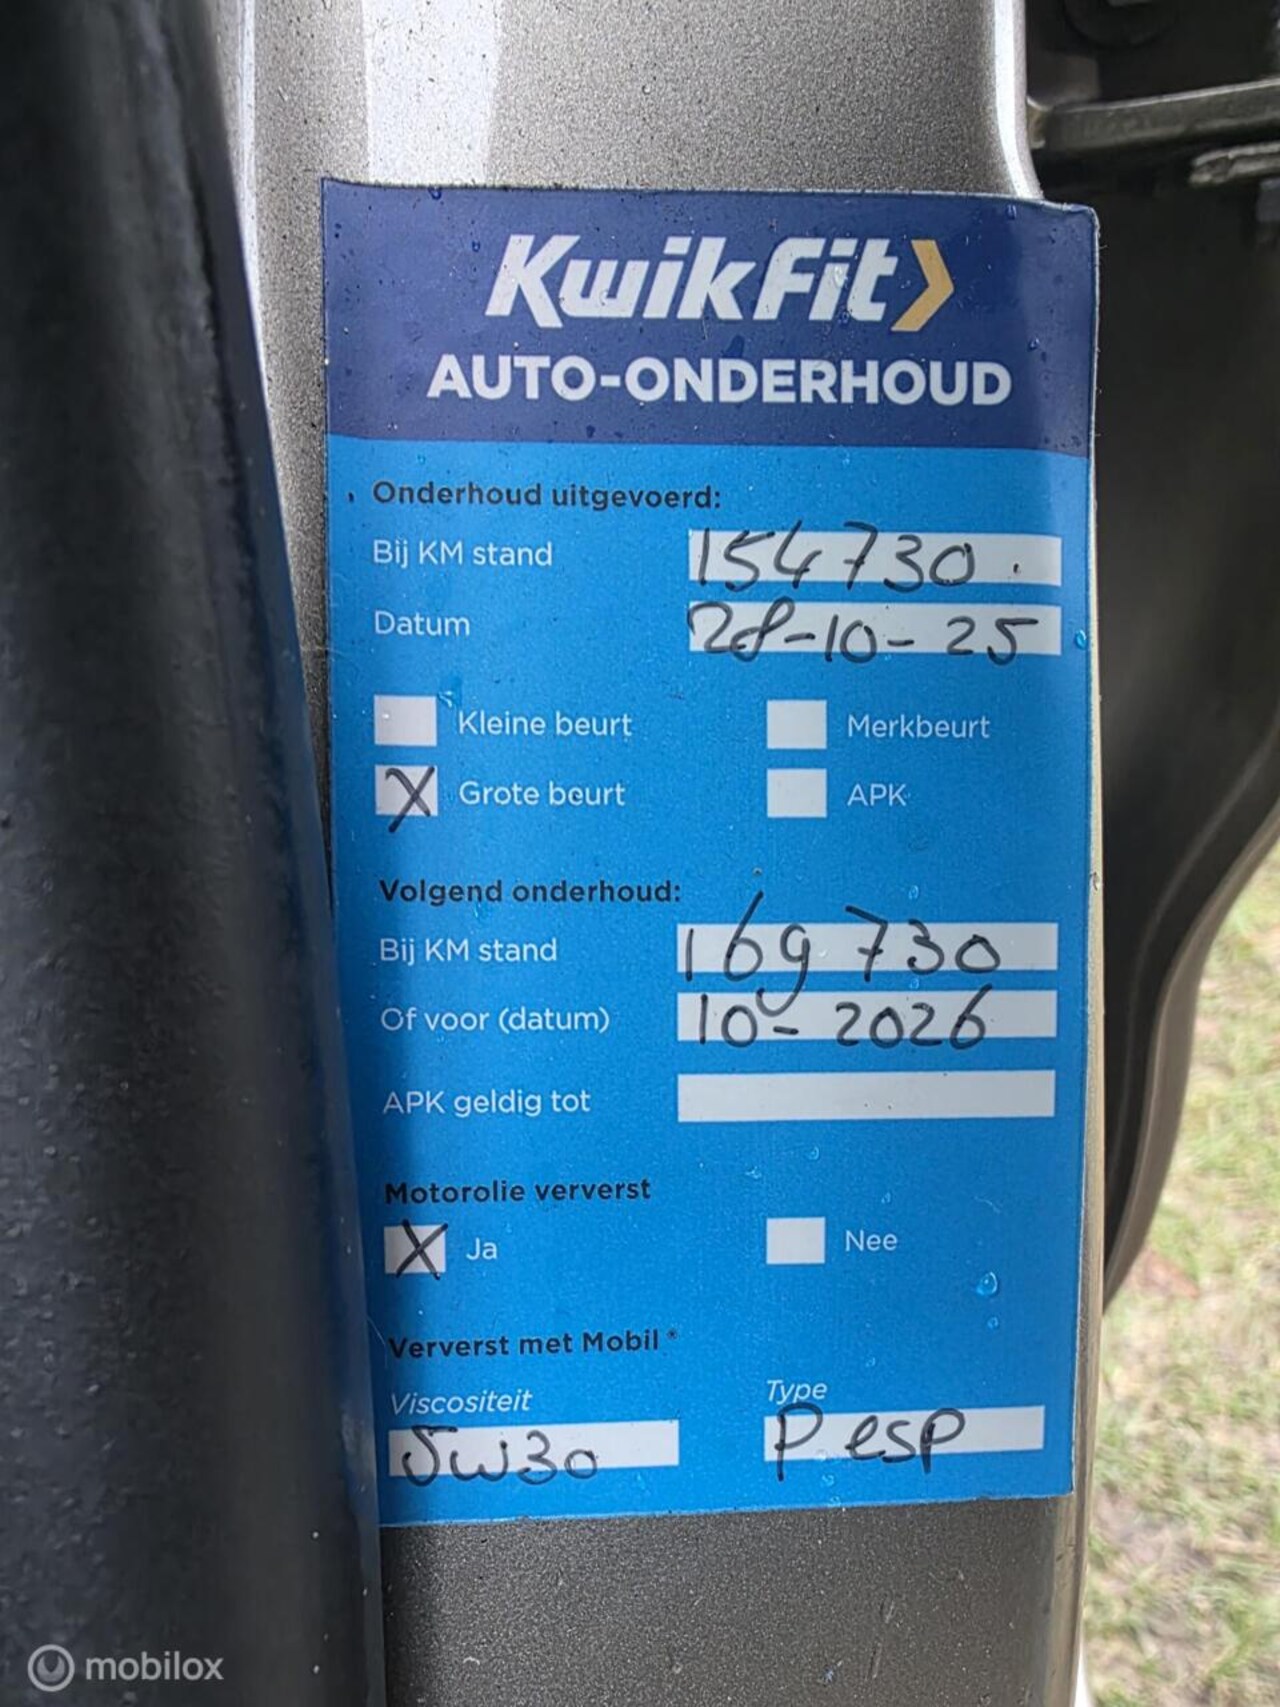 KwikFit
AUTO-ONDERHOUD
Onderhoud uitgevoerd:
Bij KM stand 154730
Datum 28-10-25
Kleine beurt Merkbeurt
X Grote beurt APK
Volgend onderhoud:
Bij KM stand 169730
Of voor (datum) 10-2026
APK geldig tot
Motorolie ververst
X Ja Nee
Ververst met Mobil*
Viscositeit Type
5W30 P esp
mobilox